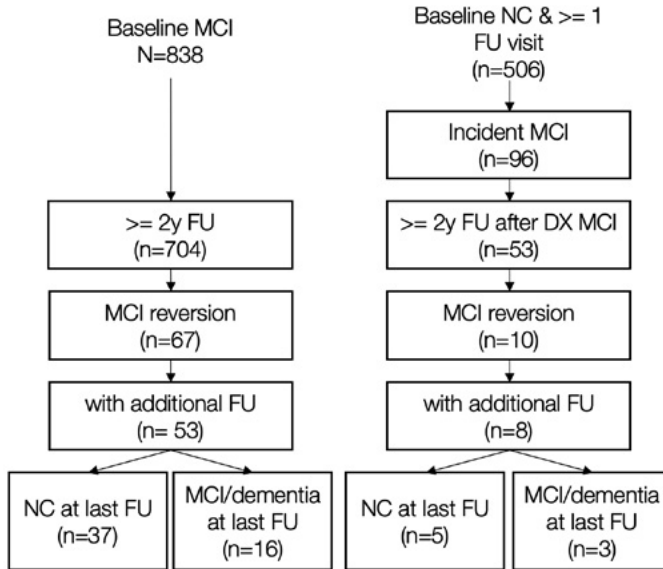 Baseline MCI
N=838
>= 2y FU
(n=704)
MCI reversion
(n=67)
with additional FU
(n= 53)
NC at last FU
(n=37)
MCI/dementia
at last FU
(n=16)
Baseline NC & >= 1
FU visit
(n=506)
Incident MCI
(n=96)
>= 2y FU after DX MCI
(n=53)
MCI reversion
(n=10)
with additional FU
(n=8)
NC at last FU
(n=5)
MCI/dementia
at last FU
(n=3)